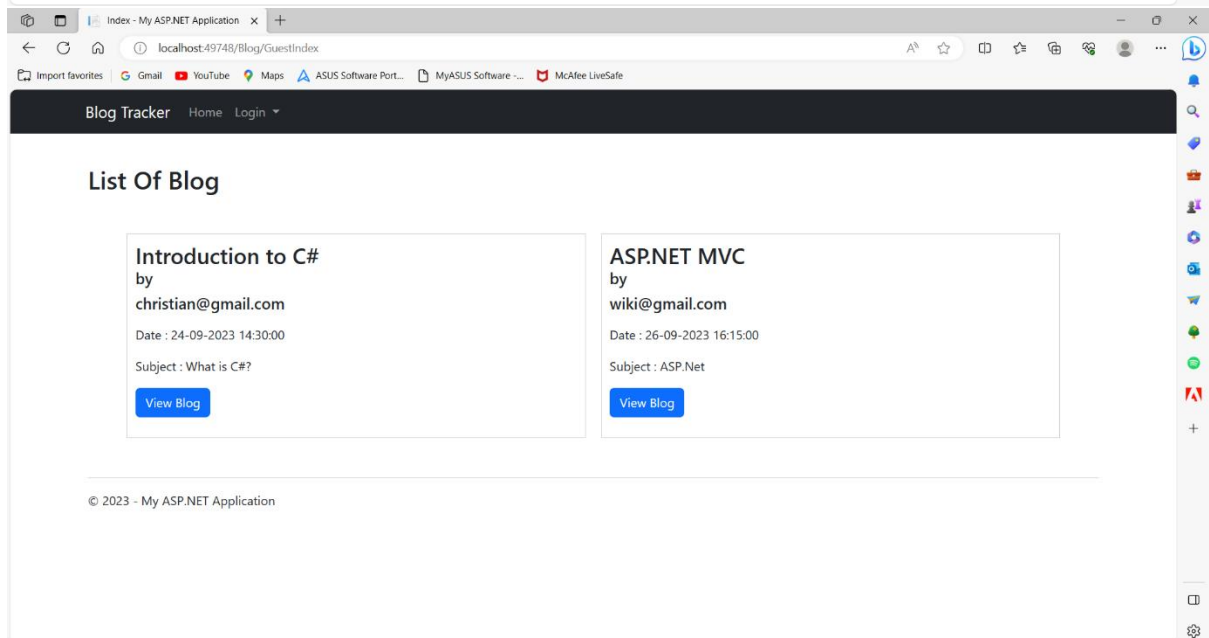 Index - My ASP.NET Application
localhost:49748/Blog/GuestIndex
Import favorites Gmail YouTube Maps ASUS Software Port... MyASUS Software -... McAfee LiveSafe
Blog Tracker Home Login
List Of Blog
Introduction to C#
by
christian@gmail.com
Date : 24-09-2023 14:30:00
Subject : What is C#?
View Blog
ASP.NET MVC
by
wiki@gmail.com
Date : 26-09-2023 16:15:00
Subject : ASP.Net
View Blog
© 2023 - My ASP.NET Application